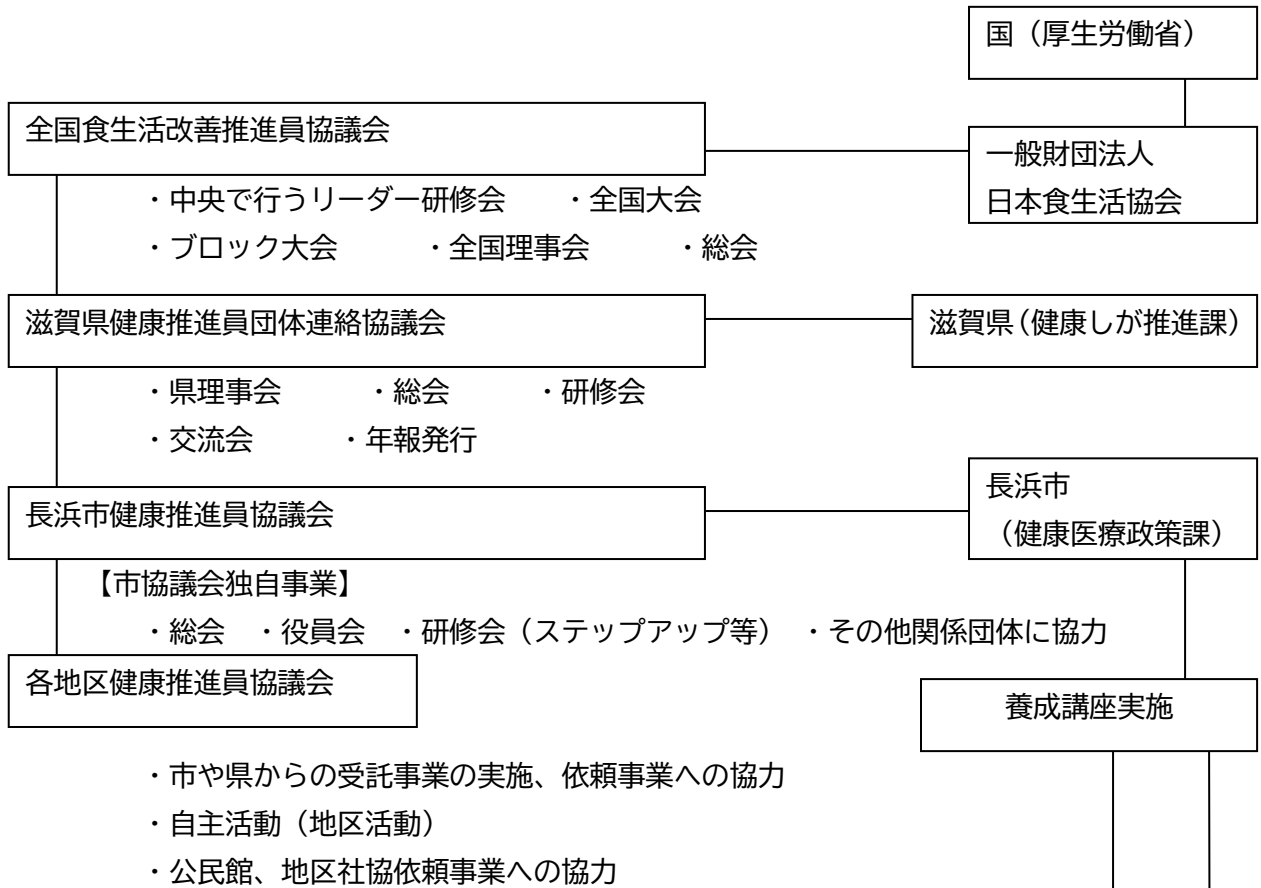 国（厚生労働省）
全国食生活改善推進員協議会
一般財団法人
日本食生活協会
・中央で行うリーダー研修会　・全国大会
・ブロック大会　・全国理事会　・総会
滋賀県健康推進員団体連絡協議会
滋賀県（健康しが推進課）
・県理事会　・総会　・研修会
・交流会　・年報発行
長浜市健康推進員協議会
長浜市
（健康医療政策課）
【市協議会独自事業】
・総会　・役員会　・研修会（ステップアップ等）　・その他関係団体に協力
各地区健康推進員協議会
養成講座実施
・市や県からの受託事業の実施、依頼事業への協力
・自主活動（地区活動）
・公民館、地区社協依頼事業への協力